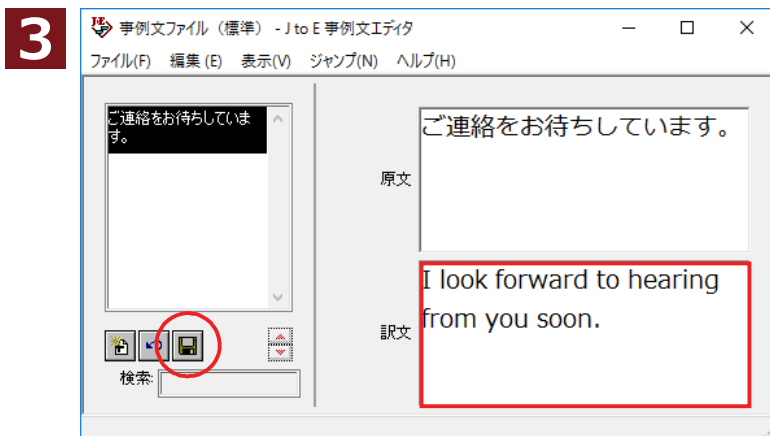 3
事例文ファイル（標準） - J to E 事例文エディタ
ファイル(F) 編集(E) 表示(V) ジャンプ(N) ヘルプ(H)
ご連絡をお待ちしていま
す。
検索:
原文
ご連絡をお待ちしています。
訳文
I look forward to hearing
from you soon.